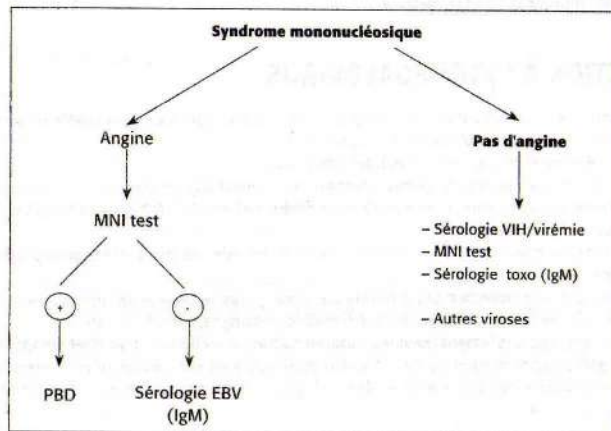 Syndrome mononucléosique
Angine
Pas d'angine
MNI test
– Sérologie VIH/virémie
– MNI test
– Sérologie toxo (IgM)
– Autres viroses
+
-
PBD
Sérologie EBV
(IgM)